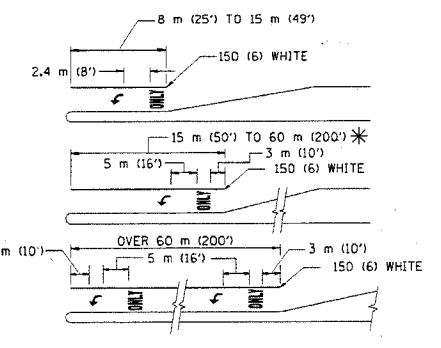 8 m (25') TO 15 m (49')
150 (6) WHITE
2.4 m (8')
ONLY
15 m (50') TO 60 m (200') *
5 m (16')
3 m (10')
150 (6) WHITE
ONLY
OVER 60 m (200')
m (10')
5 m (16')
3 m (10')
150 (6) WHITE
ONLY
ONLY